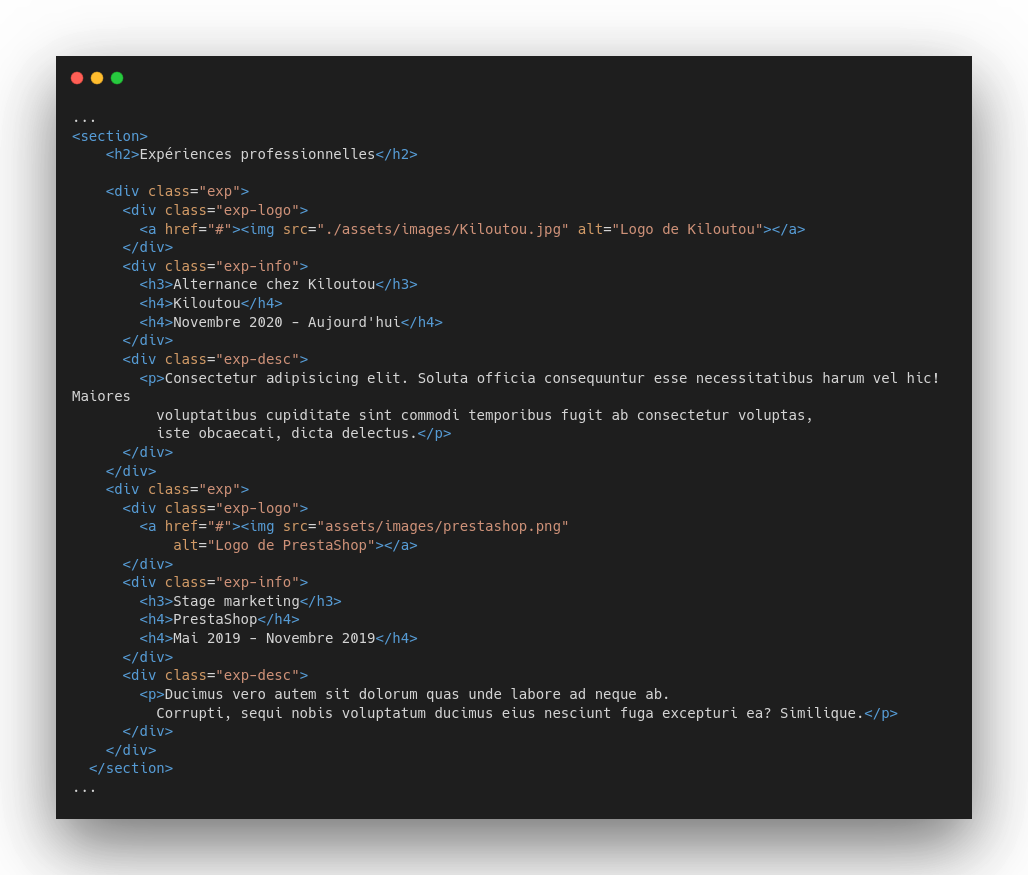 ...
<section>
    <h2>Expériences professionnelles</h2>

    <div class="exp">
      <div class="exp-logo">
        <a href="#"><img src="./assets/images/Kiloutou.jpg" alt="Logo de Kiloutou"></a>
      </div>
      <div class="exp-info">
        <h3>Alternance chez Kiloutou</h3>
        <h4>Kiloutou</h4>
        <h4>Novembre 2020 - Aujourd'hui</h4>
      </div>
      <div class="exp-desc">
        <p>Consectetur adipisicing elit. Soluta officia consequuntur esse necessitatibus harum vel hic!
Maiores
          voluptatibus cupiditate sint commodi temporibus fugit ab consectetur voluptas,
          iste obcaecati, dicta delectus.</p>
      </div>
    </div>
    <div class="exp">
      <div class="exp-logo">
        <a href="#"><img src="assets/images/prestashop.png"
            alt="Logo de PrestaShop"></a>
      </div>
      <div class="exp-info">
        <h3>Stage marketing</h3>
        <h4>PrestaShop</h4>
        <h4>Mai 2019 - Novembre 2019</h4>
      </div>
      <div class="exp-desc">
        <p>Ducimus vero autem sit dolorum quas unde labore ad neque ab.
          Corrupti, sequi nobis voluptatum ducimus eius nesciunt fuga excepturi ea? Similique.</p>
      </div>
    </div>
  </section>
...